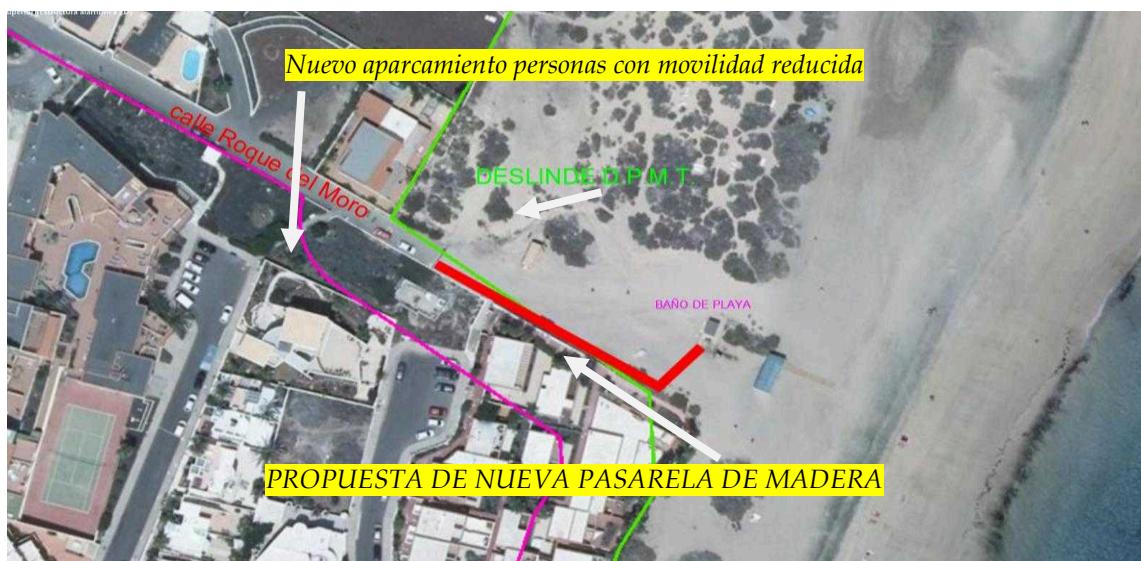 Nuevo aparcamiento personas con movilidad reducida
calle Roque del Moro
DESLINDE D.P.M.T.
BAÑO DE PLAYA
PROPUESTA DE NUEVA PASARELA DE MADERA